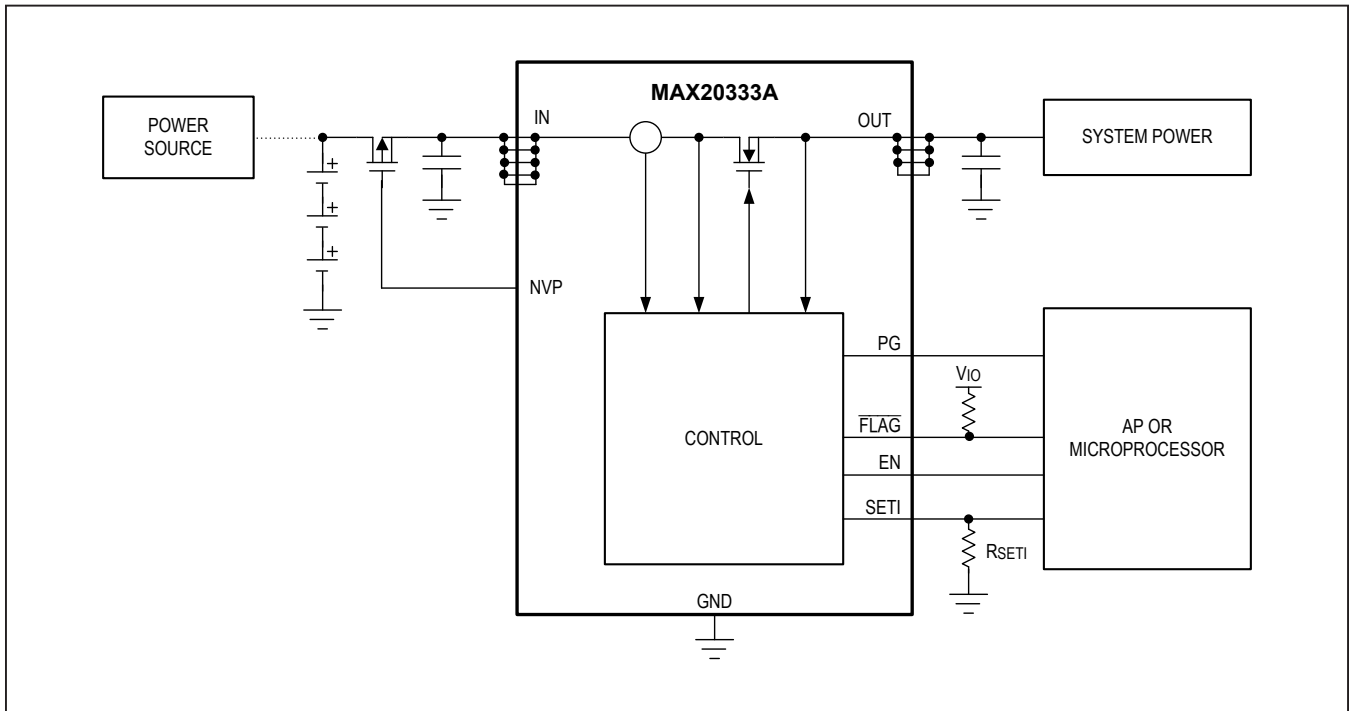 MAX20333A
POWER
SOURCE
IN
OUT
SYSTEM POWER
+
+
+
NVP
PG
VIO
FLAG
CONTROL
AP OR
MICROPROCESSOR
EN
SETI
RSETI
GND